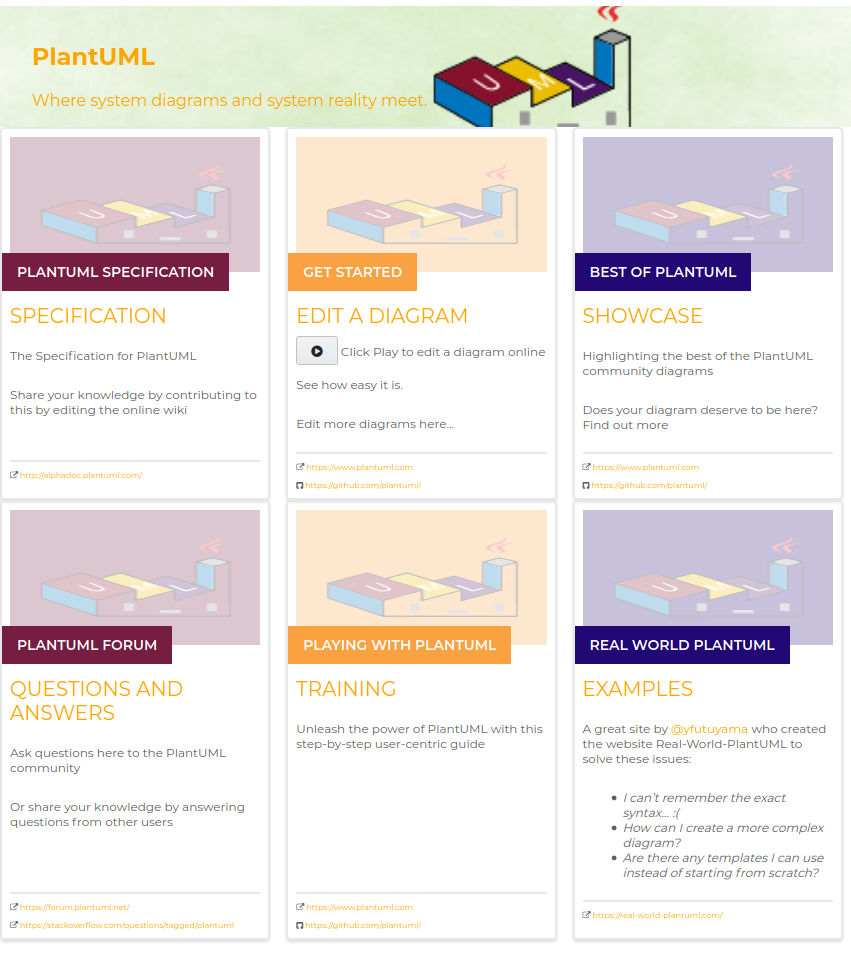 PlantUML
Where system diagrams and system reality meet.
U M L
U M L
PLANTUML SPECIFICATION
SPECIFICATION
The Specification for PlantUML
Share your knowledge by contributing to
this by editing the online wiki
http://alphadoc.plantuml.com/
U M L
GET STARTED
EDIT A DIAGRAM
Click Play to edit a diagram online
See how easy it is.
Edit more diagrams here...
https://www.plantuml.com
https://github.com/plantuml/
U M L
BEST OF PLANTUML
SHOWCASE
Highlighting the best of the PlantUML
community diagrams
Does your diagram deserve to be here?
Find out more
https://www.plantuml.com
https://github.com/plantuml/
U M L
PLANTUML FORUM
QUESTIONS AND
ANSWERS
Ask questions here to the PlantUML
community
Or share your knowledge by answering
questions from other users
https://forum.plantuml.net/
https://stackoverflow.com/questions/tagged/plantuml
U M L
PLAYING WITH PLANTUML
TRAINING
Unleash the power of PlantUML with this
step-by-step user-centric guide
https://www.plantuml.com
https://github.com/plantuml/
U M L
REAL WORLD PLANTUML
EXAMPLES
A great site by @yfutuyama who created
the website Real-World-PlantUML to
solve these issues:
• I can't remember the exact
syntax... :(
• How can I create a more complex
diagram?
• Are there any templates I can use
instead of starting from scratch?
https://real-world-plantuml.com/